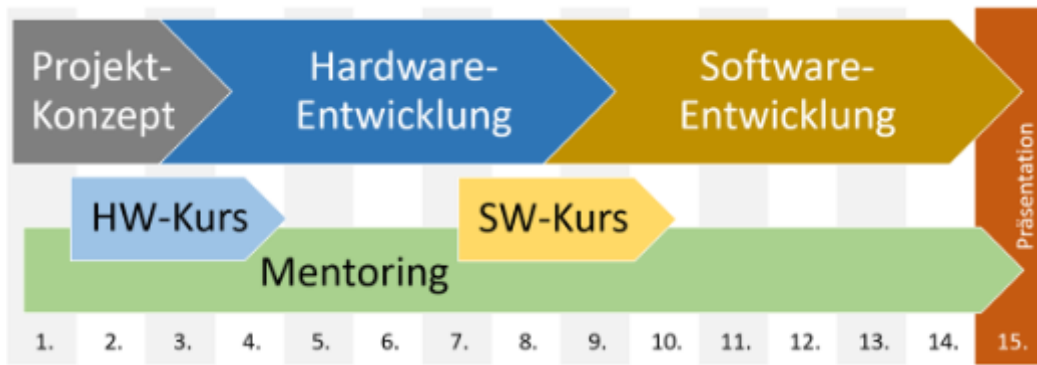 Projekt-
Konzept
Hardware-
Entwicklung
Software-
Entwicklung
Präsentation
HW-Kurs
SW-Kurs
Mentoring
1. 2. 3. 4. 5. 6. 7. 8. 9. 10. 11. 12. 13. 14. 15.